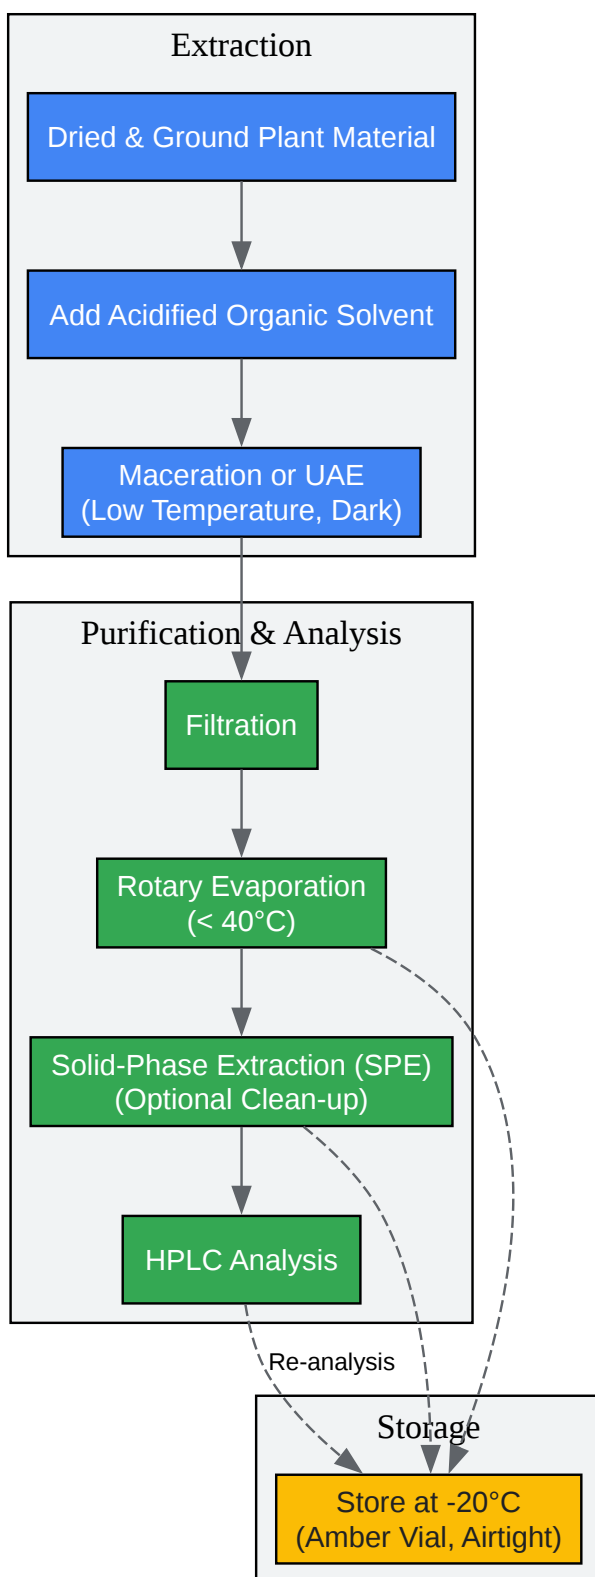 Extraction
Dried & Ground Plant Material
Add Acidified Organic Solvent
Maceration or UAE
(Low Temperature, Dark)
Purification & Analysis
Filtration
Rotary Evaporation
(< 40°C)
Solid-Phase Extraction (SPE)
(Optional Clean-up)
HPLC Analysis
Re-analysis
Storage
Store at -20°C
(Amber Vial, Airtight)